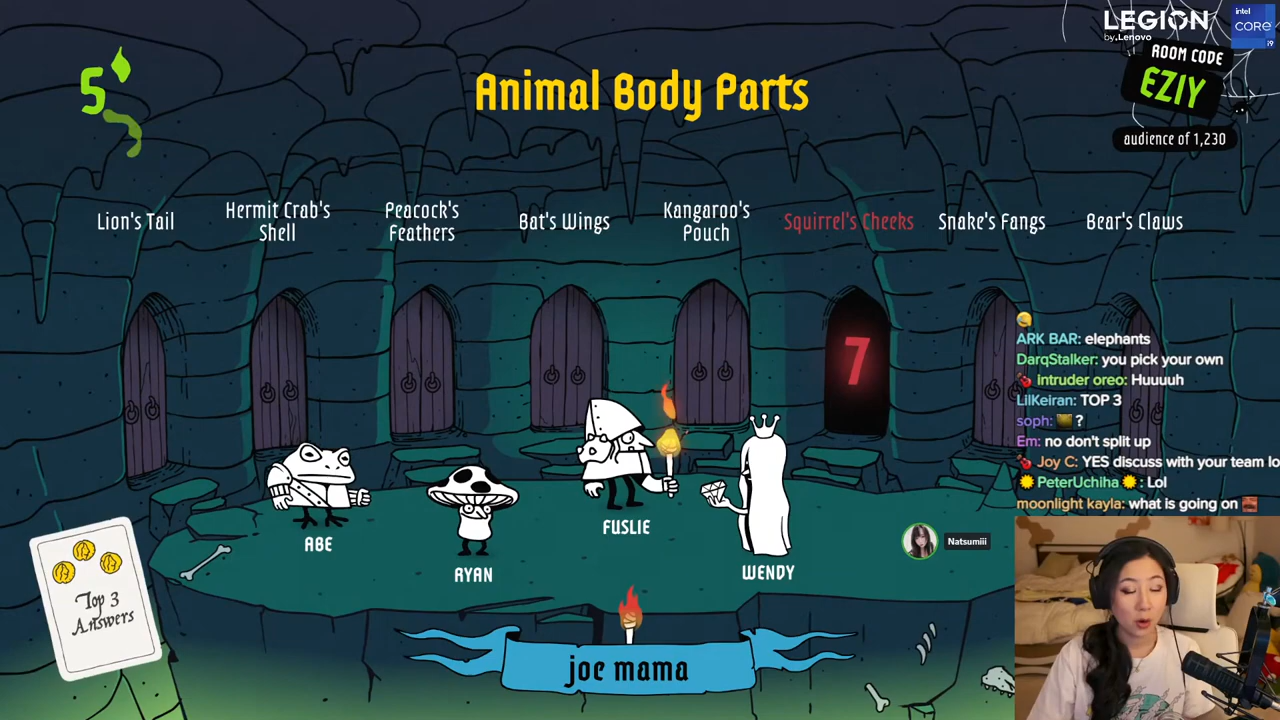 LEGION
by Lenovo
intel
CORE
i9
ROOM CODE
EZIY
audience of 1,230
5
Animal Body Parts
Lion's Tail
Hermit Crab's
Shell
Peacock's
Feathers
Bat's Wings
Kangaroo's
Pouch
Squirrel's Cheeks
Snake's Fangs
Bear's Claws
7
ARK BAR: elephants
DarqStalker: you pick your own
intruder oreo: Huuuuh
LilKeiran: TOP 3
soph: ?
Em: no don't split up
Joy C: YES discuss with your team lo
PeterUchiha : Lol
moonlight kayla: what is going on
ABE
RYAN
FUSLIE
WENDY
Natsumiii
Top 3
Answers
joe mama